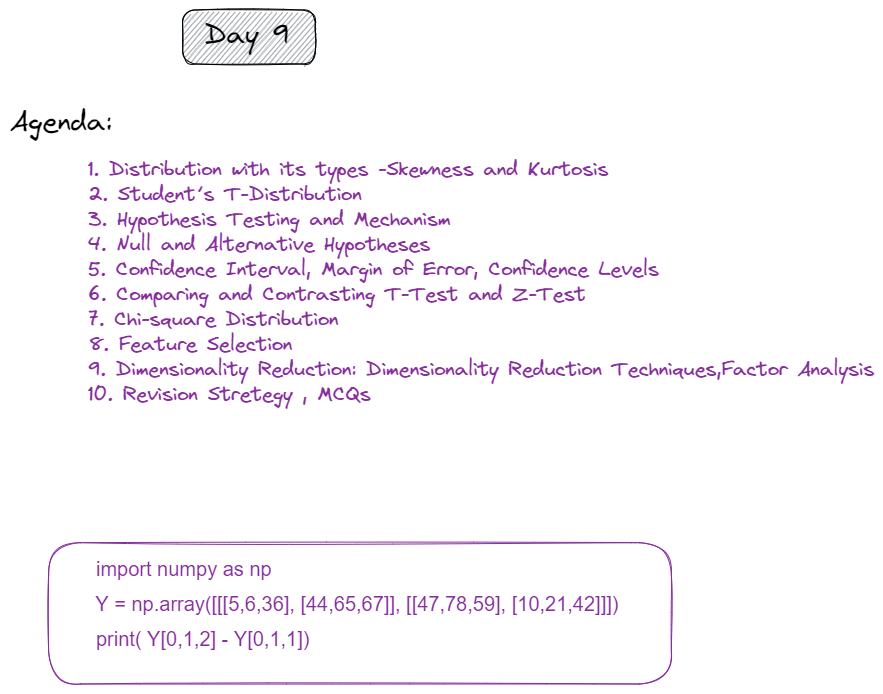 Day 9
Agenda:
1. Distribution with its types -Skewness and Kurtosis
2. Student's T-Distribution
3. Hypothesis Testing and Mechanism
4. Null and Alternative Hypotheses
5. Confidence Interval, Margin of Error, Confidence Levels
6. Comparing and Contrasting T-Test and Z-Test
7. Chi-square Distribution
8. Feature Selection
9. Dimensionality Reduction: Dimensionality Reduction Techniques,Factor Analysis
10. Revision Stretegy , MCQs
import numpy as np
Y = np.array([[[5,6,36], [44,65,67]], [[47,78,59], [10,21,42]]])
print( Y[0,1,2] - Y[0,1,1])